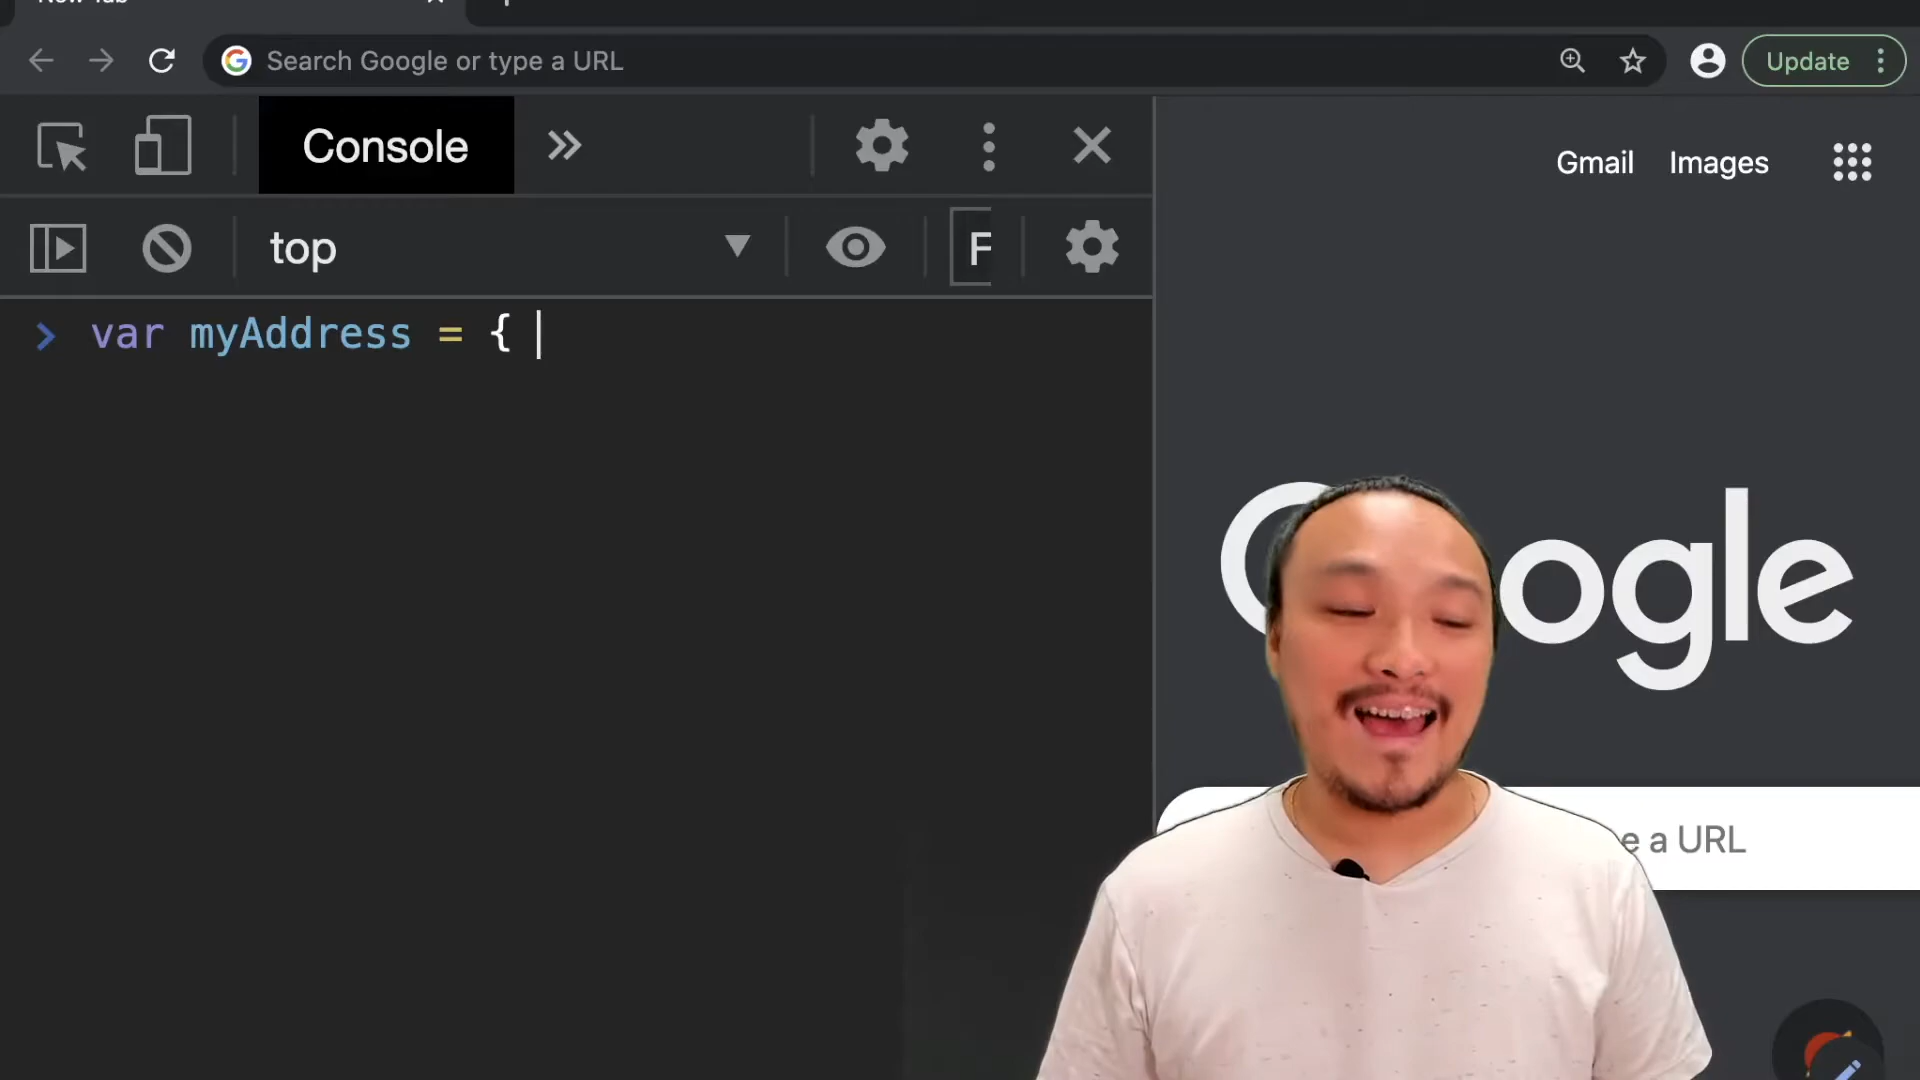 Search Google or type a URL
Update
Console
top
F
Gmail Images
var myAddress = {
ogle
e a URL